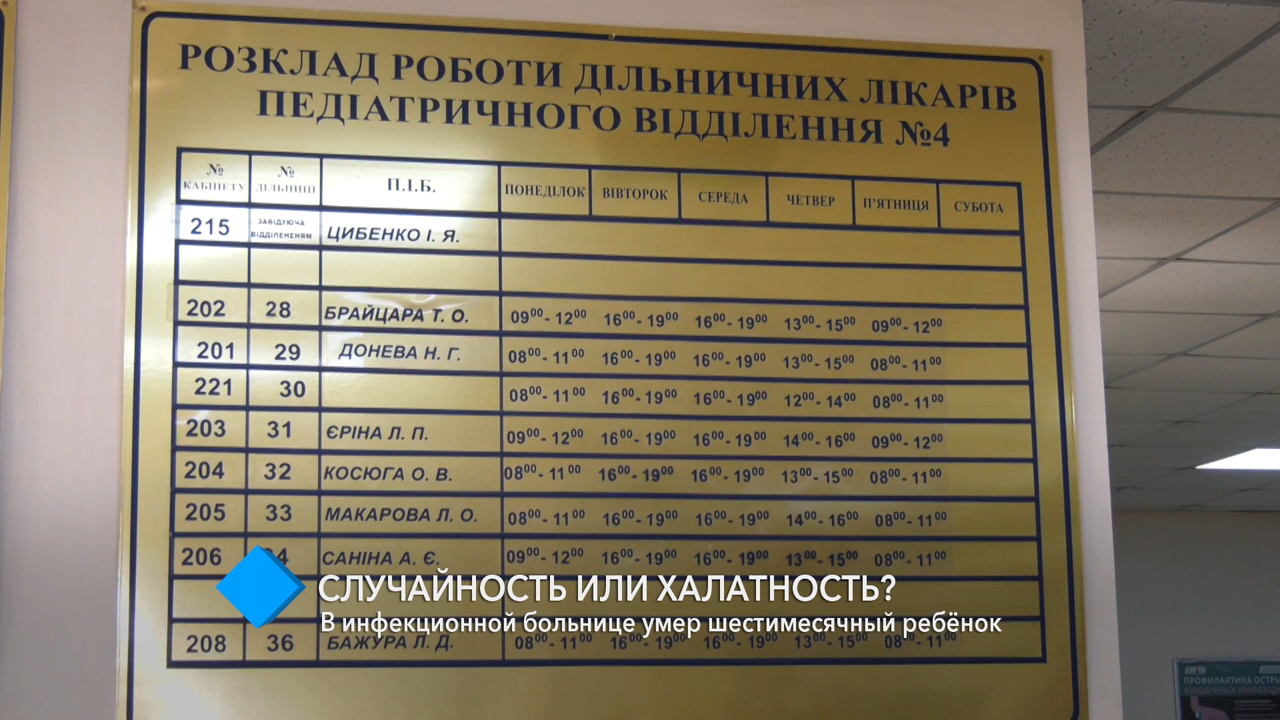 РОЗКЛАД РОБОТИ ДІЛЬНИЧНИХ ЛІКАРІВ
ПЕДІАТРИЧНОГО ВІДДІЛЕННЯ №4
№ КАБІНЕТУ № ДІЛЬНИЦІ П.І.Б. ПОНЕДІЛОК ВІВТОРОК СЕРЕДА ЧЕТВЕР П'ЯТНИЦЯ СУБОТА
215 ЗАВІДУЮЧА ВІДДІЛЕНЕНЯМ ЦИБЕНКО І. Я.
202 28 БРАЙЦАРА Т. О. 09⁰⁰- 12⁰⁰ 16⁰⁰- 19⁰⁰ 16⁰⁰- 19⁰⁰ 13⁰⁰- 15⁰⁰ 09⁰⁰- 12⁰⁰
201 29 ДОНЕВА Н. Г. 08⁰⁰- 11⁰⁰ 16⁰⁰- 19⁰⁰ 16⁰⁰- 19⁰⁰ 13⁰⁰- 15⁰⁰ 08⁰⁰- 11⁰⁰
221 30 08⁰⁰- 11⁰⁰ 16⁰⁰- 19⁰⁰ 16⁰⁰- 19⁰⁰ 12⁰⁰- 14⁰⁰ 08⁰⁰- 11⁰⁰
203 31 ЄРІНА Л. П. 09⁰⁰- 12⁰⁰ 16⁰⁰- 19⁰⁰ 16⁰⁰- 19⁰⁰ 14⁰⁰- 16⁰⁰ 09⁰⁰- 12⁰⁰
204 32 КОСЮГА О. В. 08⁰⁰- 11⁰⁰ 16⁰⁰- 19⁰⁰ 16⁰⁰- 19⁰⁰ 13⁰⁰- 15⁰⁰ 08⁰⁰- 11⁰⁰
205 33 МАКАРОВА Л. О. 08⁰⁰- 11⁰⁰ 16⁰⁰- 19⁰⁰ 16⁰⁰- 19⁰⁰ 14⁰⁰- 16⁰⁰ 08⁰⁰- 11⁰⁰
206 САНІНА А. Є. 09⁰⁰- 12⁰⁰ 16⁰⁰- 19⁰⁰ 16⁰⁰- 19⁰⁰ 13⁰⁰- 15⁰⁰ 08⁰⁰- 11⁰⁰
СЛУЧАЙНОСТЬ ИЛИ ХАЛАТНОСТЬ?
В инфекционной больнице умер шестимесячный ребёнок
208 36 БАЖУРА Л. Д. 08⁰⁰- 11⁰⁰ 16⁰⁰- 19⁰⁰ 16⁰⁰- 19⁰⁰ 13⁰⁰- 15⁰⁰ 08⁰⁰- 11⁰⁰
ПРОФИЛАКТИКА
КИШЕЧНЫХ